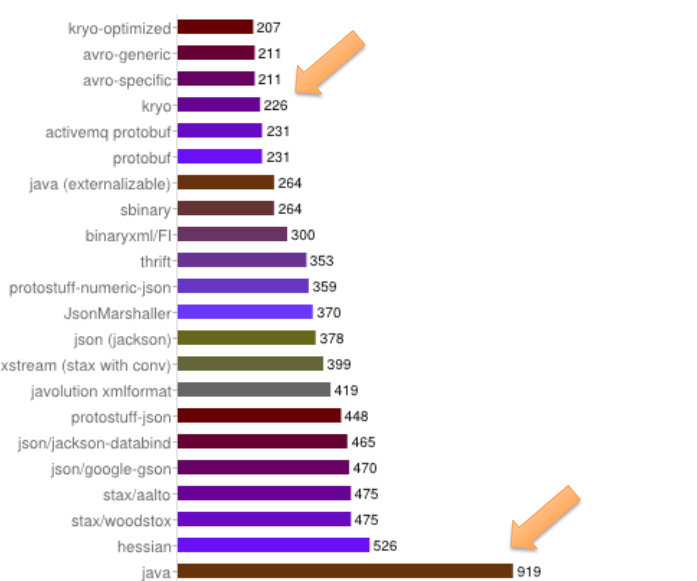 kryo-optimized 207
avro-generic 211
avro-specific 211
kryo 226
activemq protobuf 231
protobuf 231
java (externalizable) 264
sbinary 264
binaryxml/FI 300
thrift 353
protostuff-numeric-json 359
JsonMarshaller 370
json (jackson) 378
xstream (stax with conv) 399
javolution xmlformat 419
protostuff-json 448
json/jackson-databind 465
json/google-gson 470
stax/aalto 475
stax/woodstox 475
hessian 526
java 919